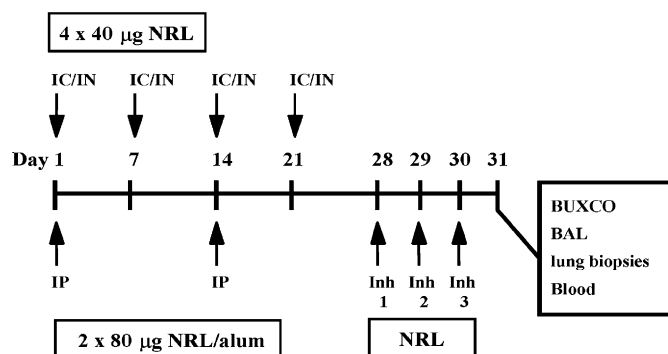 4 x 40 µg NRL
IC/IN IC/IN IC/IN IC/IN
Day 1 7 14 21 28 29 30 31
BUXCO
BAL
lung biopsies
Blood
IP IP Inh Inh Inh
1 2 3
2 x 80 µg NRL/alum NRL